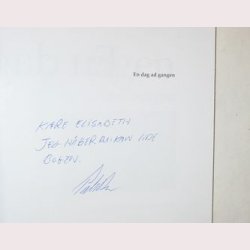 En dag ad gangen
KÆRE ELISABETH
JEG HÅBER DU KAN LIDE
BOGEN.